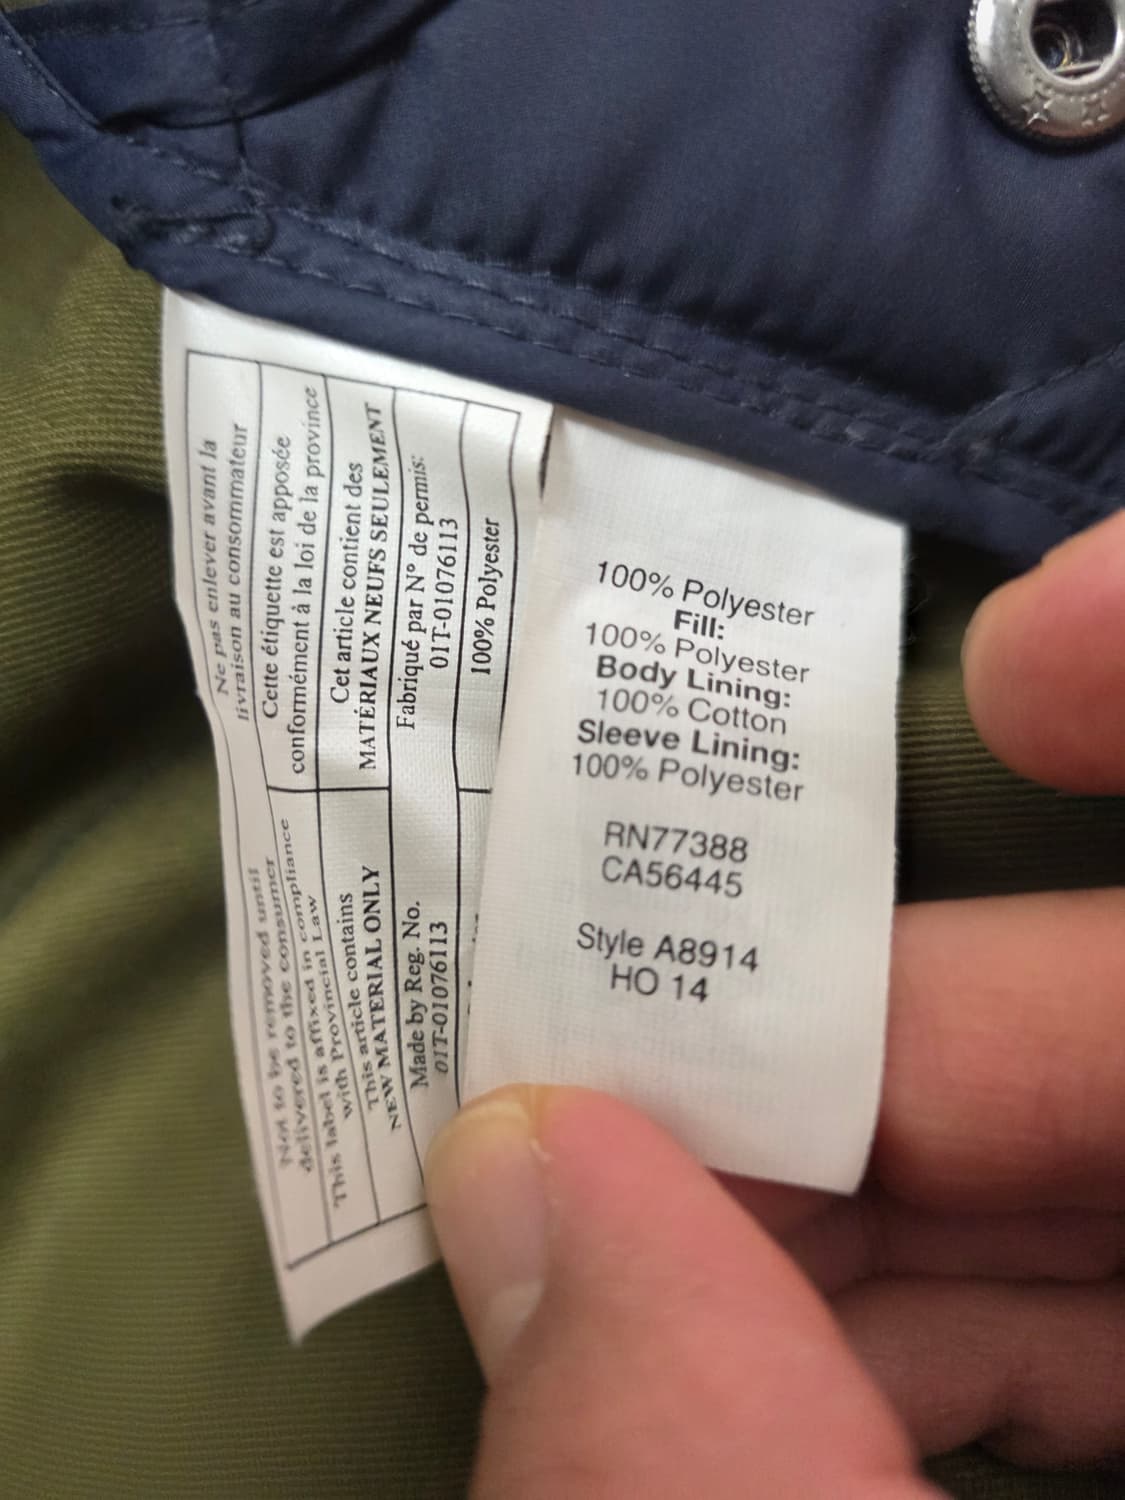 Ne pas enlever avant la
livraison au consommateur
Cette étiquette est apposée
conformément à la loi de la province
Cet article contient des
MATÉRIAUX NEUFS SEULEMENT
Fabriqué par N° de permis:
01T-01076113
100% Polyester
Not to be removed until
delivered to the consumer
This label is affixed in compliance
with Provincial Law
This article contains
NEW MATERIAL ONLY
Made by Reg. No.
01T-01076113
100% Polyester
Fill:
100% Polyester
Body Lining:
100% Cotton
Sleeve Lining:
100% Polyester
RN77388
CA56445
Style A8914
HO 14